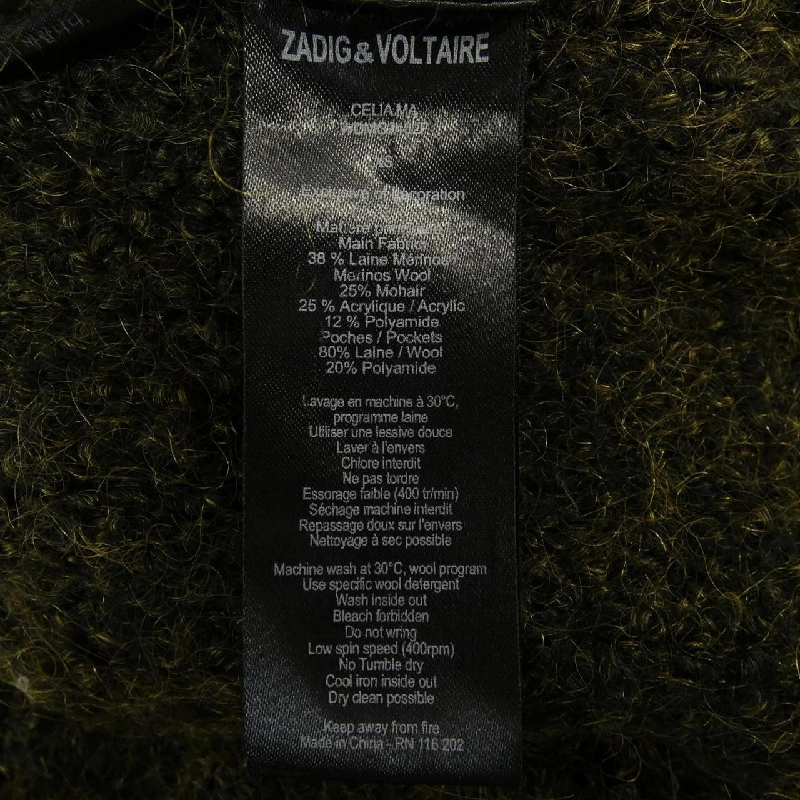 ZADIG & VOLTAIRE
CELIA MA
XS
Exclusive of
Main Fabric
38 % Laine Mérinos
Merinos Wool
25% Mohair
25 % Acrylique / Acrylic
12 % Polyamide
Poches / Pockets
80% Laine / Wool
20% Polyamide
Lavage en machine à 30°C,
programme laine
Utiliser une lessive douce
Laver à l'envers
Chlore interdit
Ne pas tordre
Essorage faible (400 tr/min)
Séchage machine interdit
Repassage doux sur l'envers
Nettoyage à sec possible
Machine wash at 30°C, wool program
Use specific wool detergent
Wash inside out
Bleach forbidden
Do not wring
Low spin speed (400rpm)
No Tumble dry
Cool iron inside out
Dry clean possible
Keep away from fire
Made in China - RN 116 202